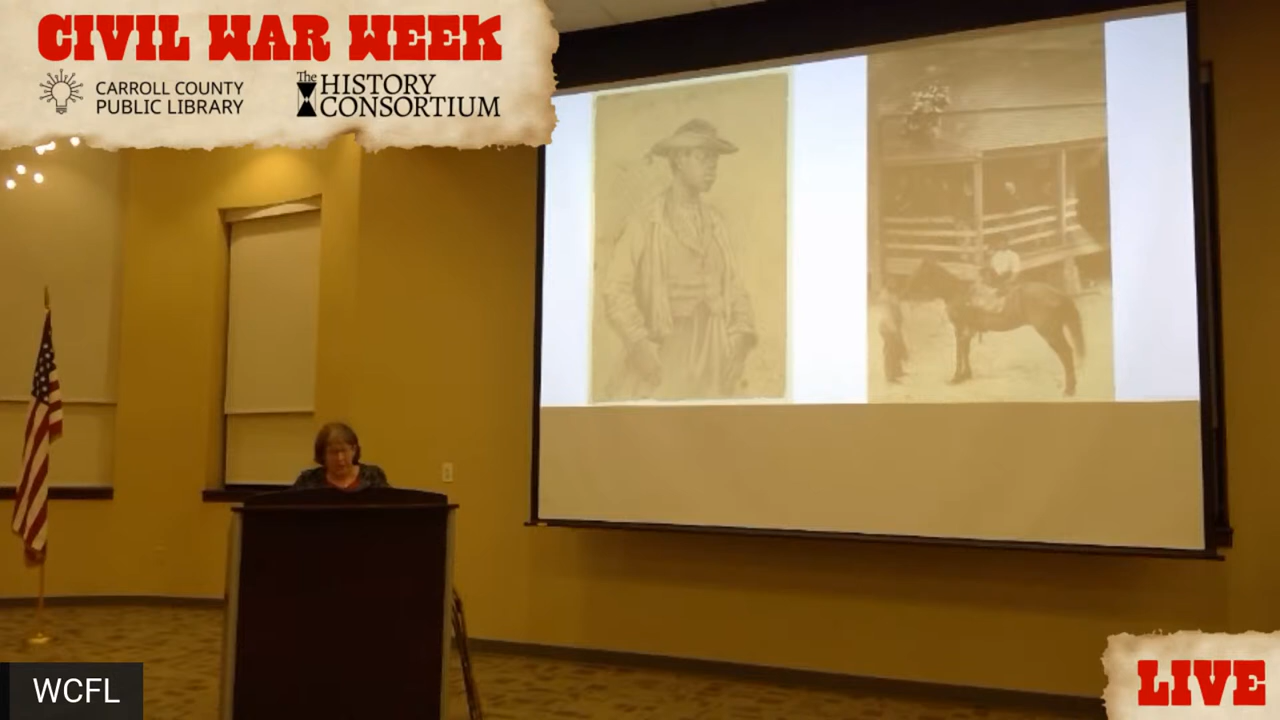 CIVIL WAR WEEK
CARROLL COUNTY
PUBLIC LIBRARY
The
HISTORY
CONSORTIUM
WCFL
LIVE